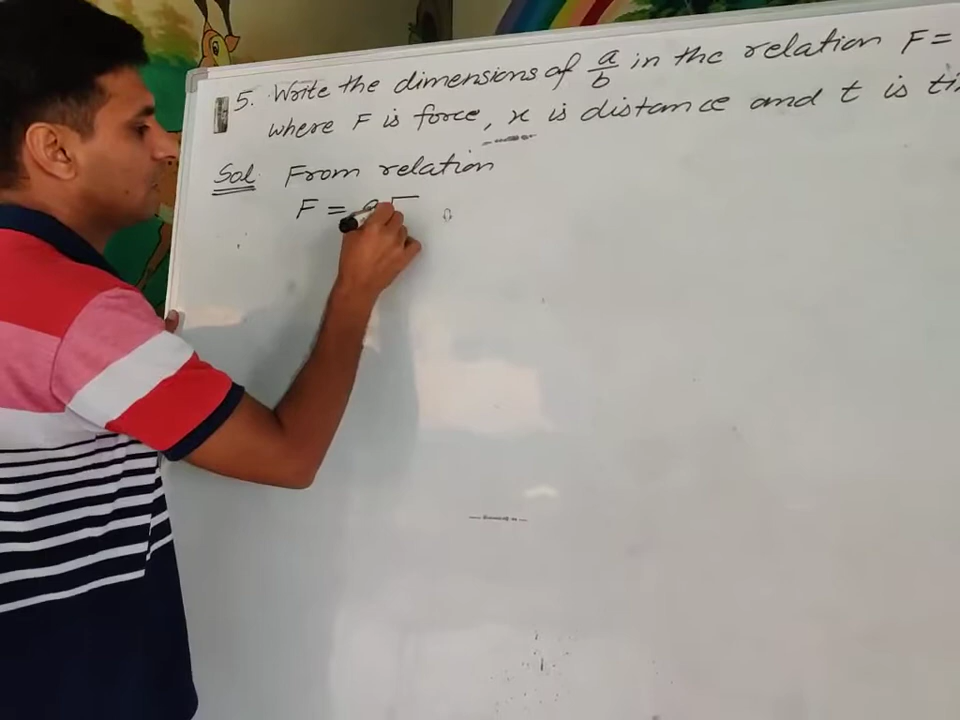 5. Write the dimensions of a/b in the relation F =
where F is force, x is distance and t is
Sol From relation
F = a √